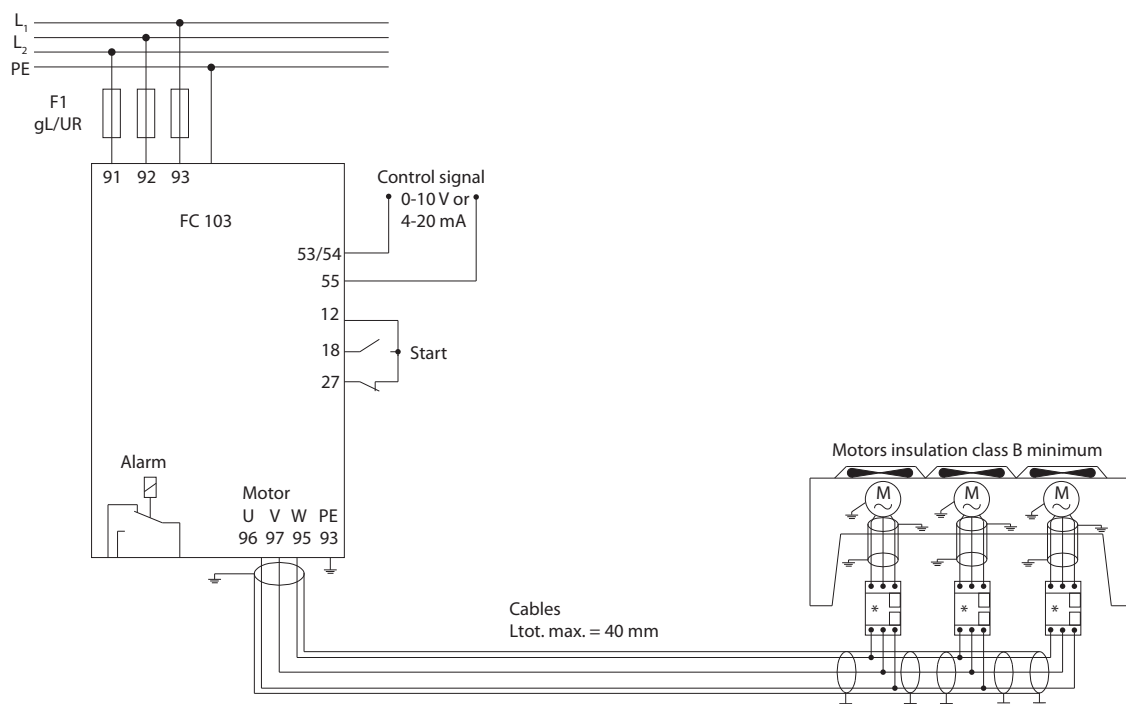 L1
L2
PE
F1
gL/UR
91 92 93
FC 103
Control signal
0-10 V or
4-20 mA
53/54
55
12
18
27
Start
Alarm
Motor
U V W PE
96 97 95 93
Motors insulation class B minimum
M M M
* * *
Cables
Ltot. max. = 40 mm